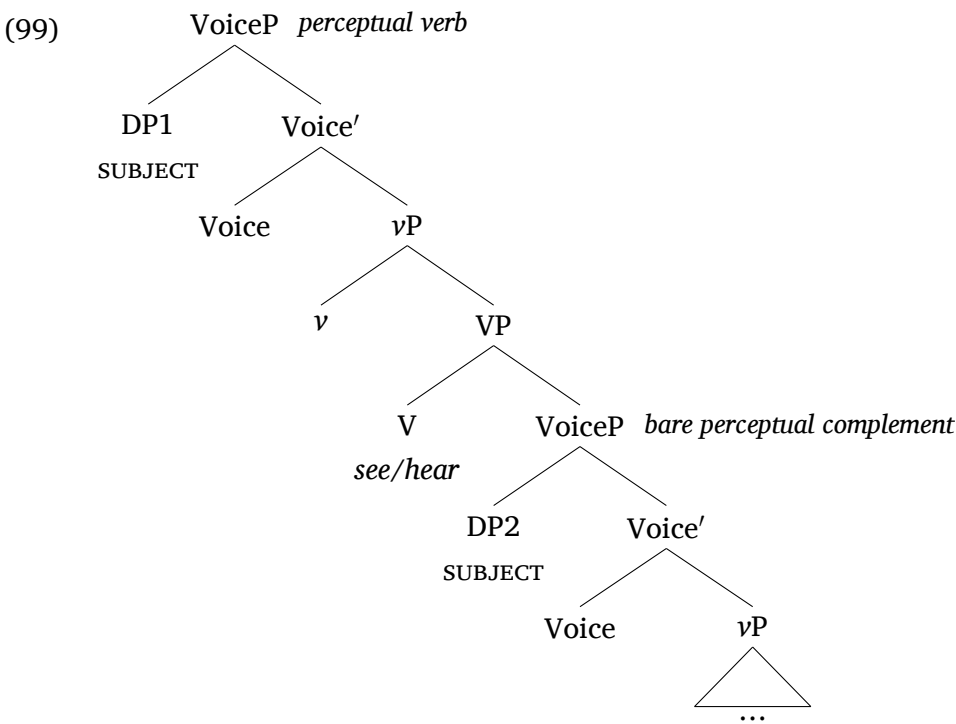 (99) VoiceP perceptual verb
DP1 Voice′
SUBJECT
Voice vP
v VP
V VoiceP bare perceptual complement
see/hear
DP2 Voice′
SUBJECT
Voice vP
...